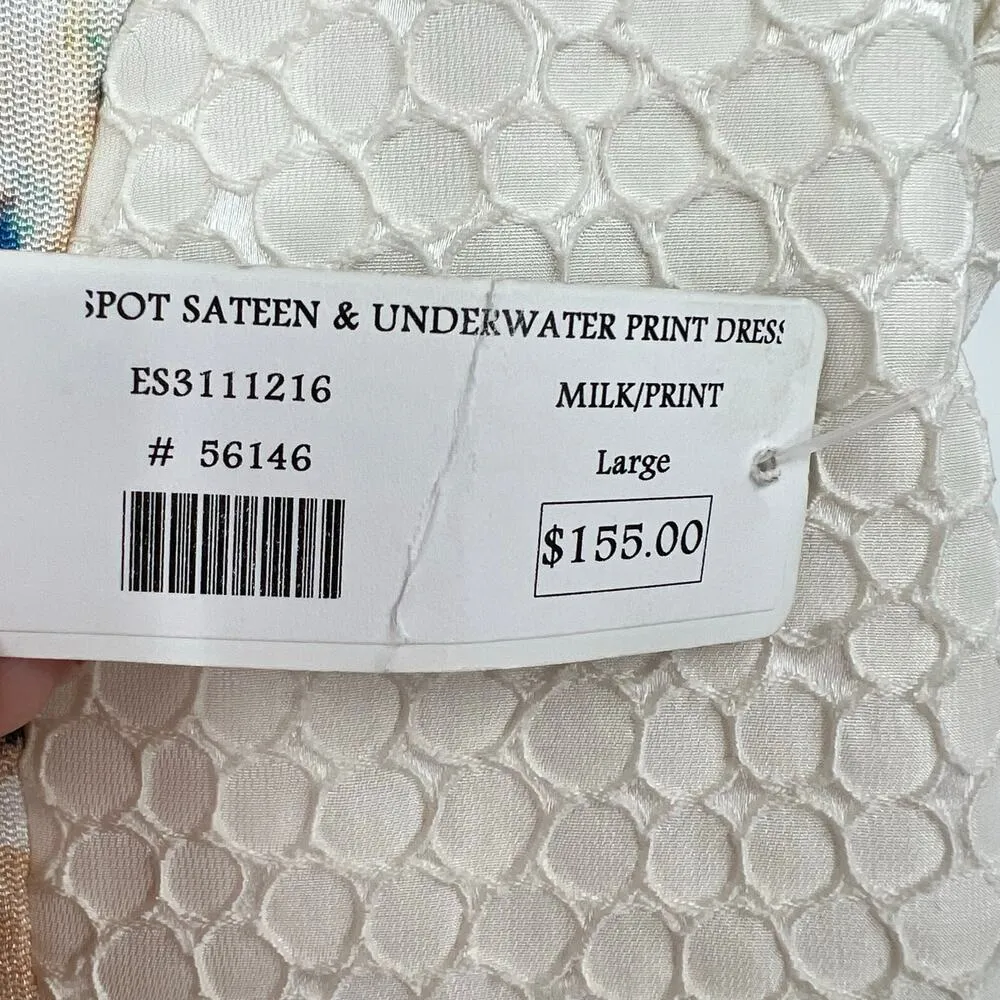 SPOT SATEEN & UNDERWATER PRINT DRESS
ES3111216
MILK/PRINT
# 56146
Large
$155.00